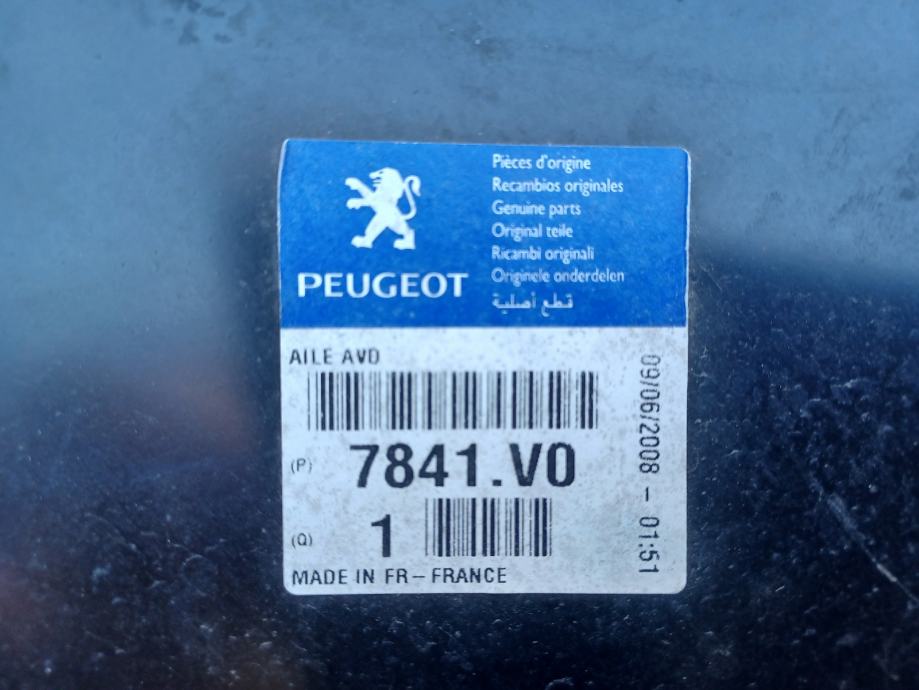 Pièces d'origine
Recambios originales
Genuine parts
Original teile
Ricambi originali
Originele onderdelen
قطع أصلية
PEUGEOT
AILE AVD
(P) 7841.V0
(Q) 1
MADE IN FR - FRANCE
09/06/2008 - 01:51